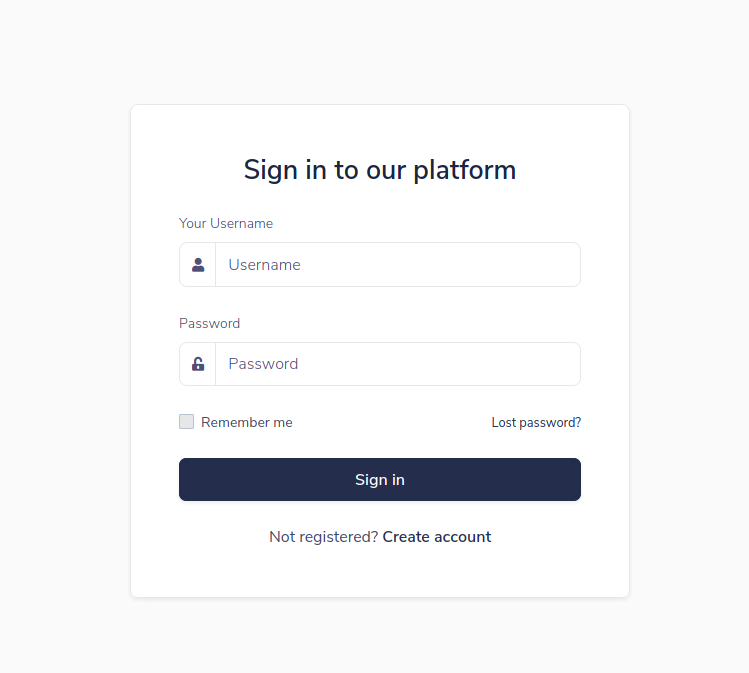 Sign in to our platform
Your Username
Username
Password
Password
Remember me
Lost password?
Sign in
Not registered? Create account